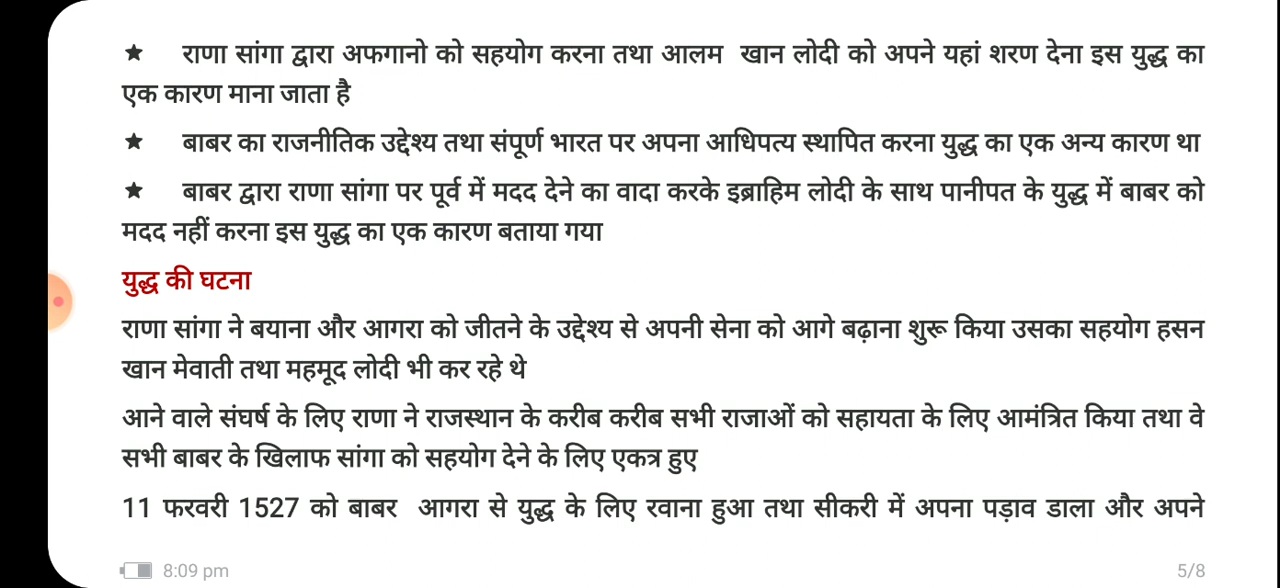 ★ राणा सांगा द्वारा अफगानो को सहयोग करना तथा आलम खान लोदी को अपने यहां शरण देना इस युद्ध का
एक कारण माना जाता है
★ बाबर का राजनीतिक उद्देश्य तथा संपूर्ण भारत पर अपना आधिपत्य स्थापित करना युद्ध का एक अन्य कारण था
★ बाबर द्वारा राणा सांगा पर पूर्व में मदद देने का वादा करके इब्राहिम लोदी के साथ पानीपत के युद्ध में बाबर को
मदद नहीं करना इस युद्ध का एक कारण बताया गया
युद्ध की घटना
राणा सांगा ने बयाना और आगरा को जीतने के उद्देश्य से अपनी सेना को आगे बढ़ाना शुरू किया उसका सहयोग हसन
खान मेवाती तथा महमूद लोदी भी कर रहे थे
आने वाले संघर्ष के लिए राणा ने राजस्थान के करीब करीब सभी राजाओं को सहायता के लिए आमंत्रित किया तथा वे
सभी बाबर के खिलाफ सांगा को सहयोग देने के लिए एकत्र हुए
11 फरवरी 1527 को बाबर आगरा से युद्ध के लिए रवाना हुआ तथा सीकरी में अपना पड़ाव डाला और अपने
8:09 pm 5/8